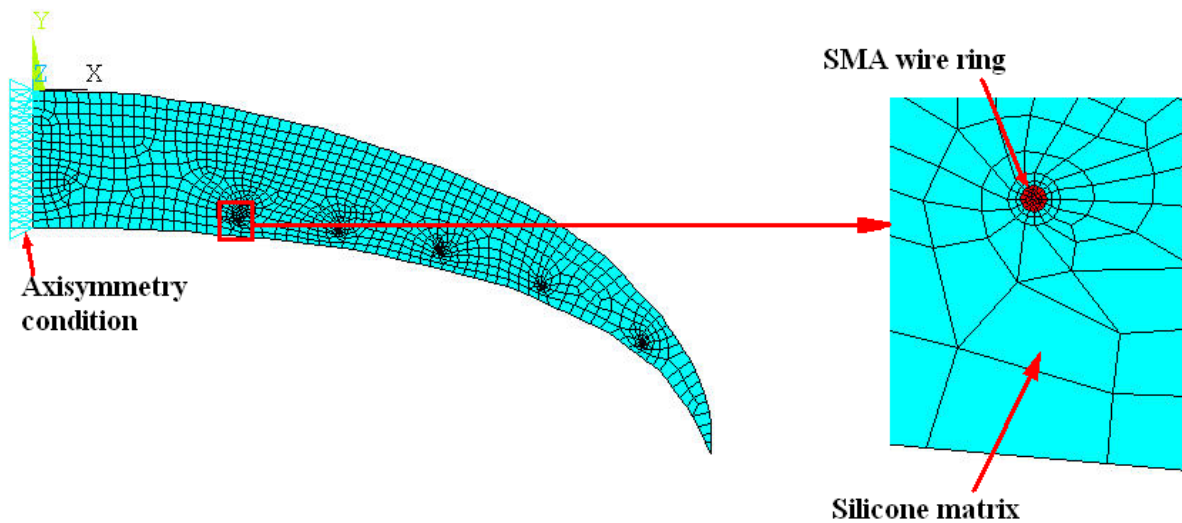 Y
Z
X
Axisymmetry
condition
SMA wire ring
Silicone matrix